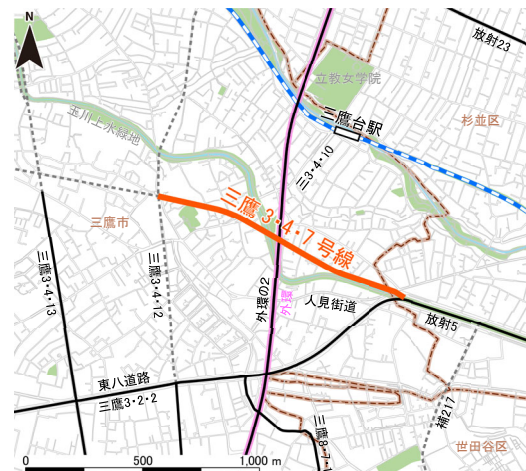 N
放射23
立教女学院
三鷹台駅
杉並区
玉川上水緑地
三3・4・10
三鷹市
三鷹 3・4・7 号線
三鷹3・4・13
三鷹3・4・12
外環の2
外環
人見街道
放射5
東八道路
三鷹3・2・2
補217
三鷹3・4・7
世田谷区
0 500 1,000 m